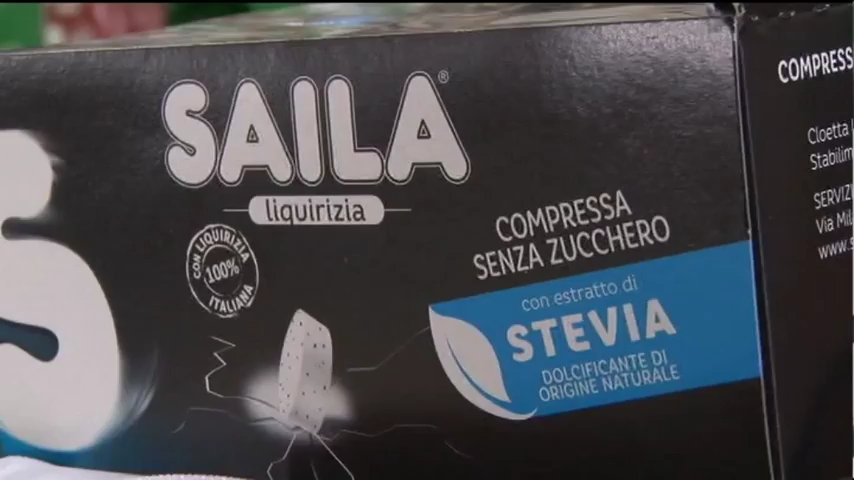 SAILA®
liquirizia
CON LIQUIRIZIA
100%
ITALIANA
COMPRESSA
SENZA ZUCCHERO
con estratto di
STEVIA
DOLCIFICANTE DI
ORIGINE NATURALE
COMPRESS
Cloetta
Stabilim
SERVIZ
Via Mil
www.s